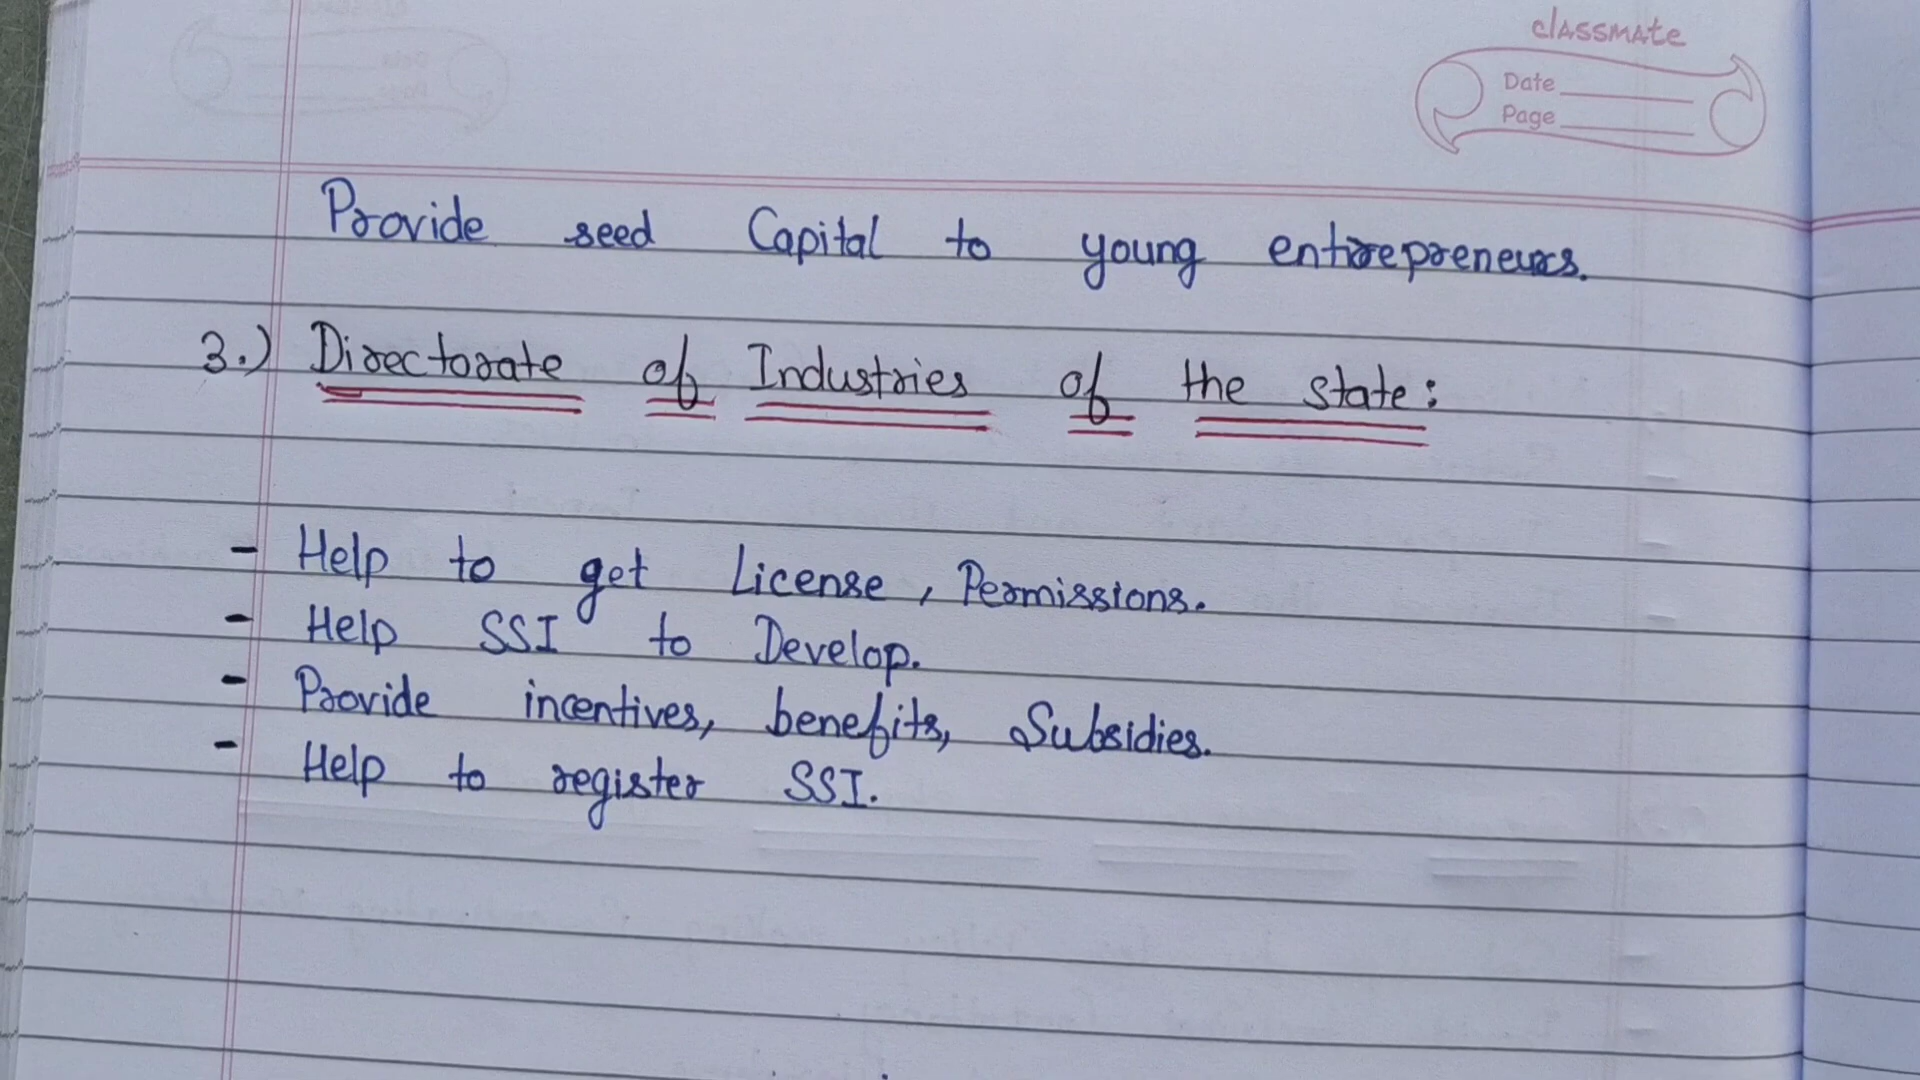 classmate
Date
Page
Provide seed Capital to young entirepreneurs.
3.) Directorate of Industries of the state:
- Help to get License, Permissions.
- Help SSI to Develop.
- Provide incentives, benefits, Subsidies.
- Help to register SSI.